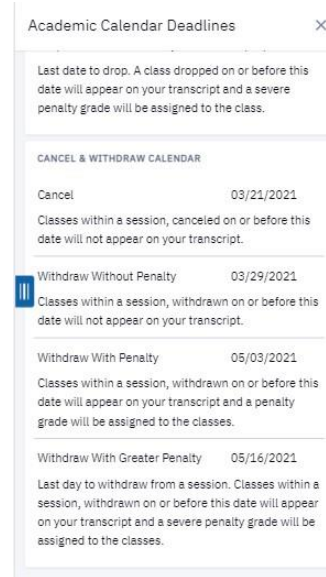 Academic Calendar Deadlines
Last date to drop. A class dropped on or before this
date will appear on your transcript and a severe
penalty grade will be assigned to the class.
CANCEL & WITHDRAW CALENDAR
Cancel 03/21/2021
Classes within a session, canceled on or before this
date will not appear on your transcript.
Withdraw Without Penalty 03/29/2021
Classes within a session, withdrawn on or before this
date will not appear on your transcript.
Withdraw With Penalty 05/03/2021
Classes within a session, withdrawn on or before this
date will appear on your transcript and a penalty
grade will be assigned to the classes.
Withdraw With Greater Penalty 05/16/2021
Last day to withdraw from a session. Classes within a
session, withdrawn on or before this date will appear
on your transcript and a severe penalty grade will be
assigned to the classes.